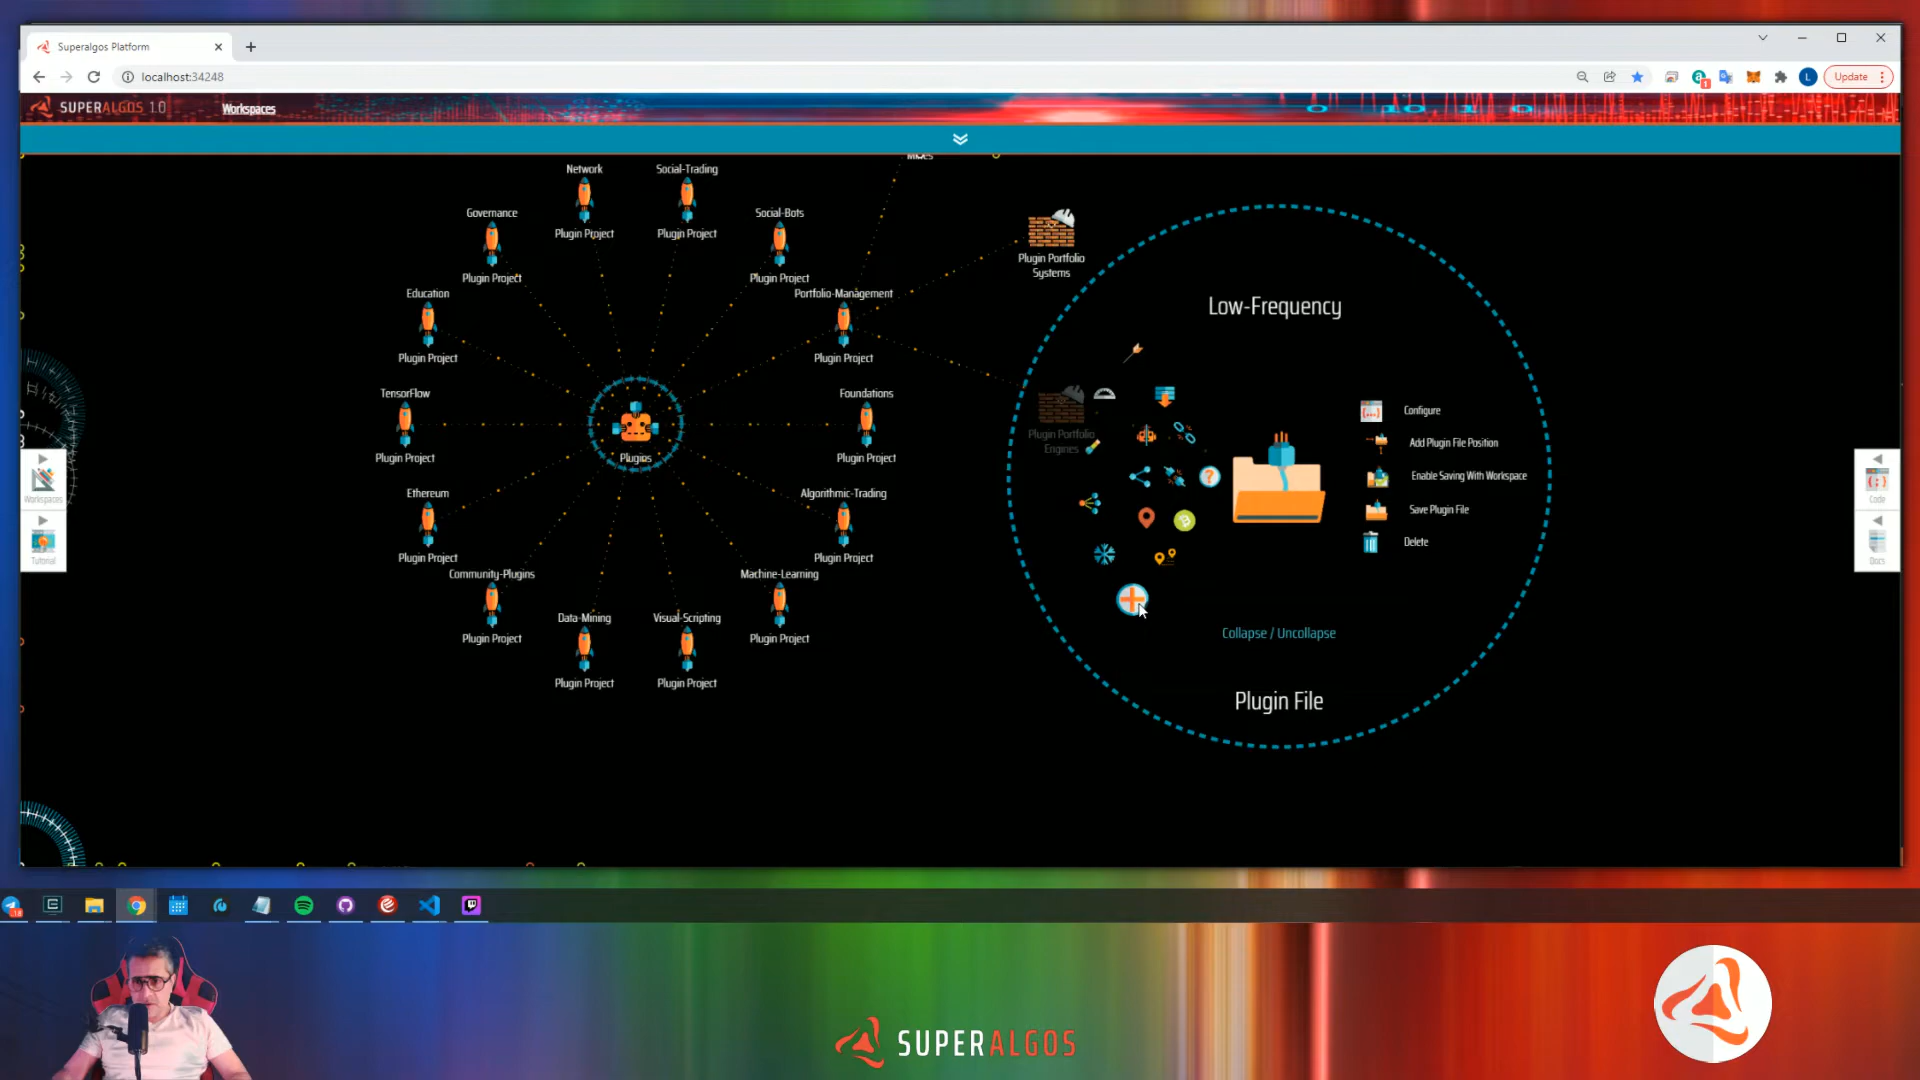 Superalgos Platform
localhost:34248
Update
SUPERALGOS 1.0
Workspaces
Network
Plugin Project
Social-Trading
Plugin Project
Governance
Plugin Project
Social-Bots
Plugin Project
Education
Plugin Project
Portfolio-Management
Plugin Project
TensorFlow
Plugin Project
Plugins
Foundations
Plugin Project
Ethereum
Plugin Project
Algorithmic-Trading
Plugin Project
Community-Plugins
Plugin Project
Machine-Learning
Plugin Project
Data-Mining
Plugin Project
Visual-Scripting
Plugin Project
Plugin Portfolio
Systems
Plugin Portfolio
Engines
Low-Frequency
Configure
Add Plugin File Position
Enable Saving With Workspace
Save Plugin File
Delete
Collapse / Uncollapse
Plugin File
Workspaces
Tutorial
Code
Docs
SUPERALGOS